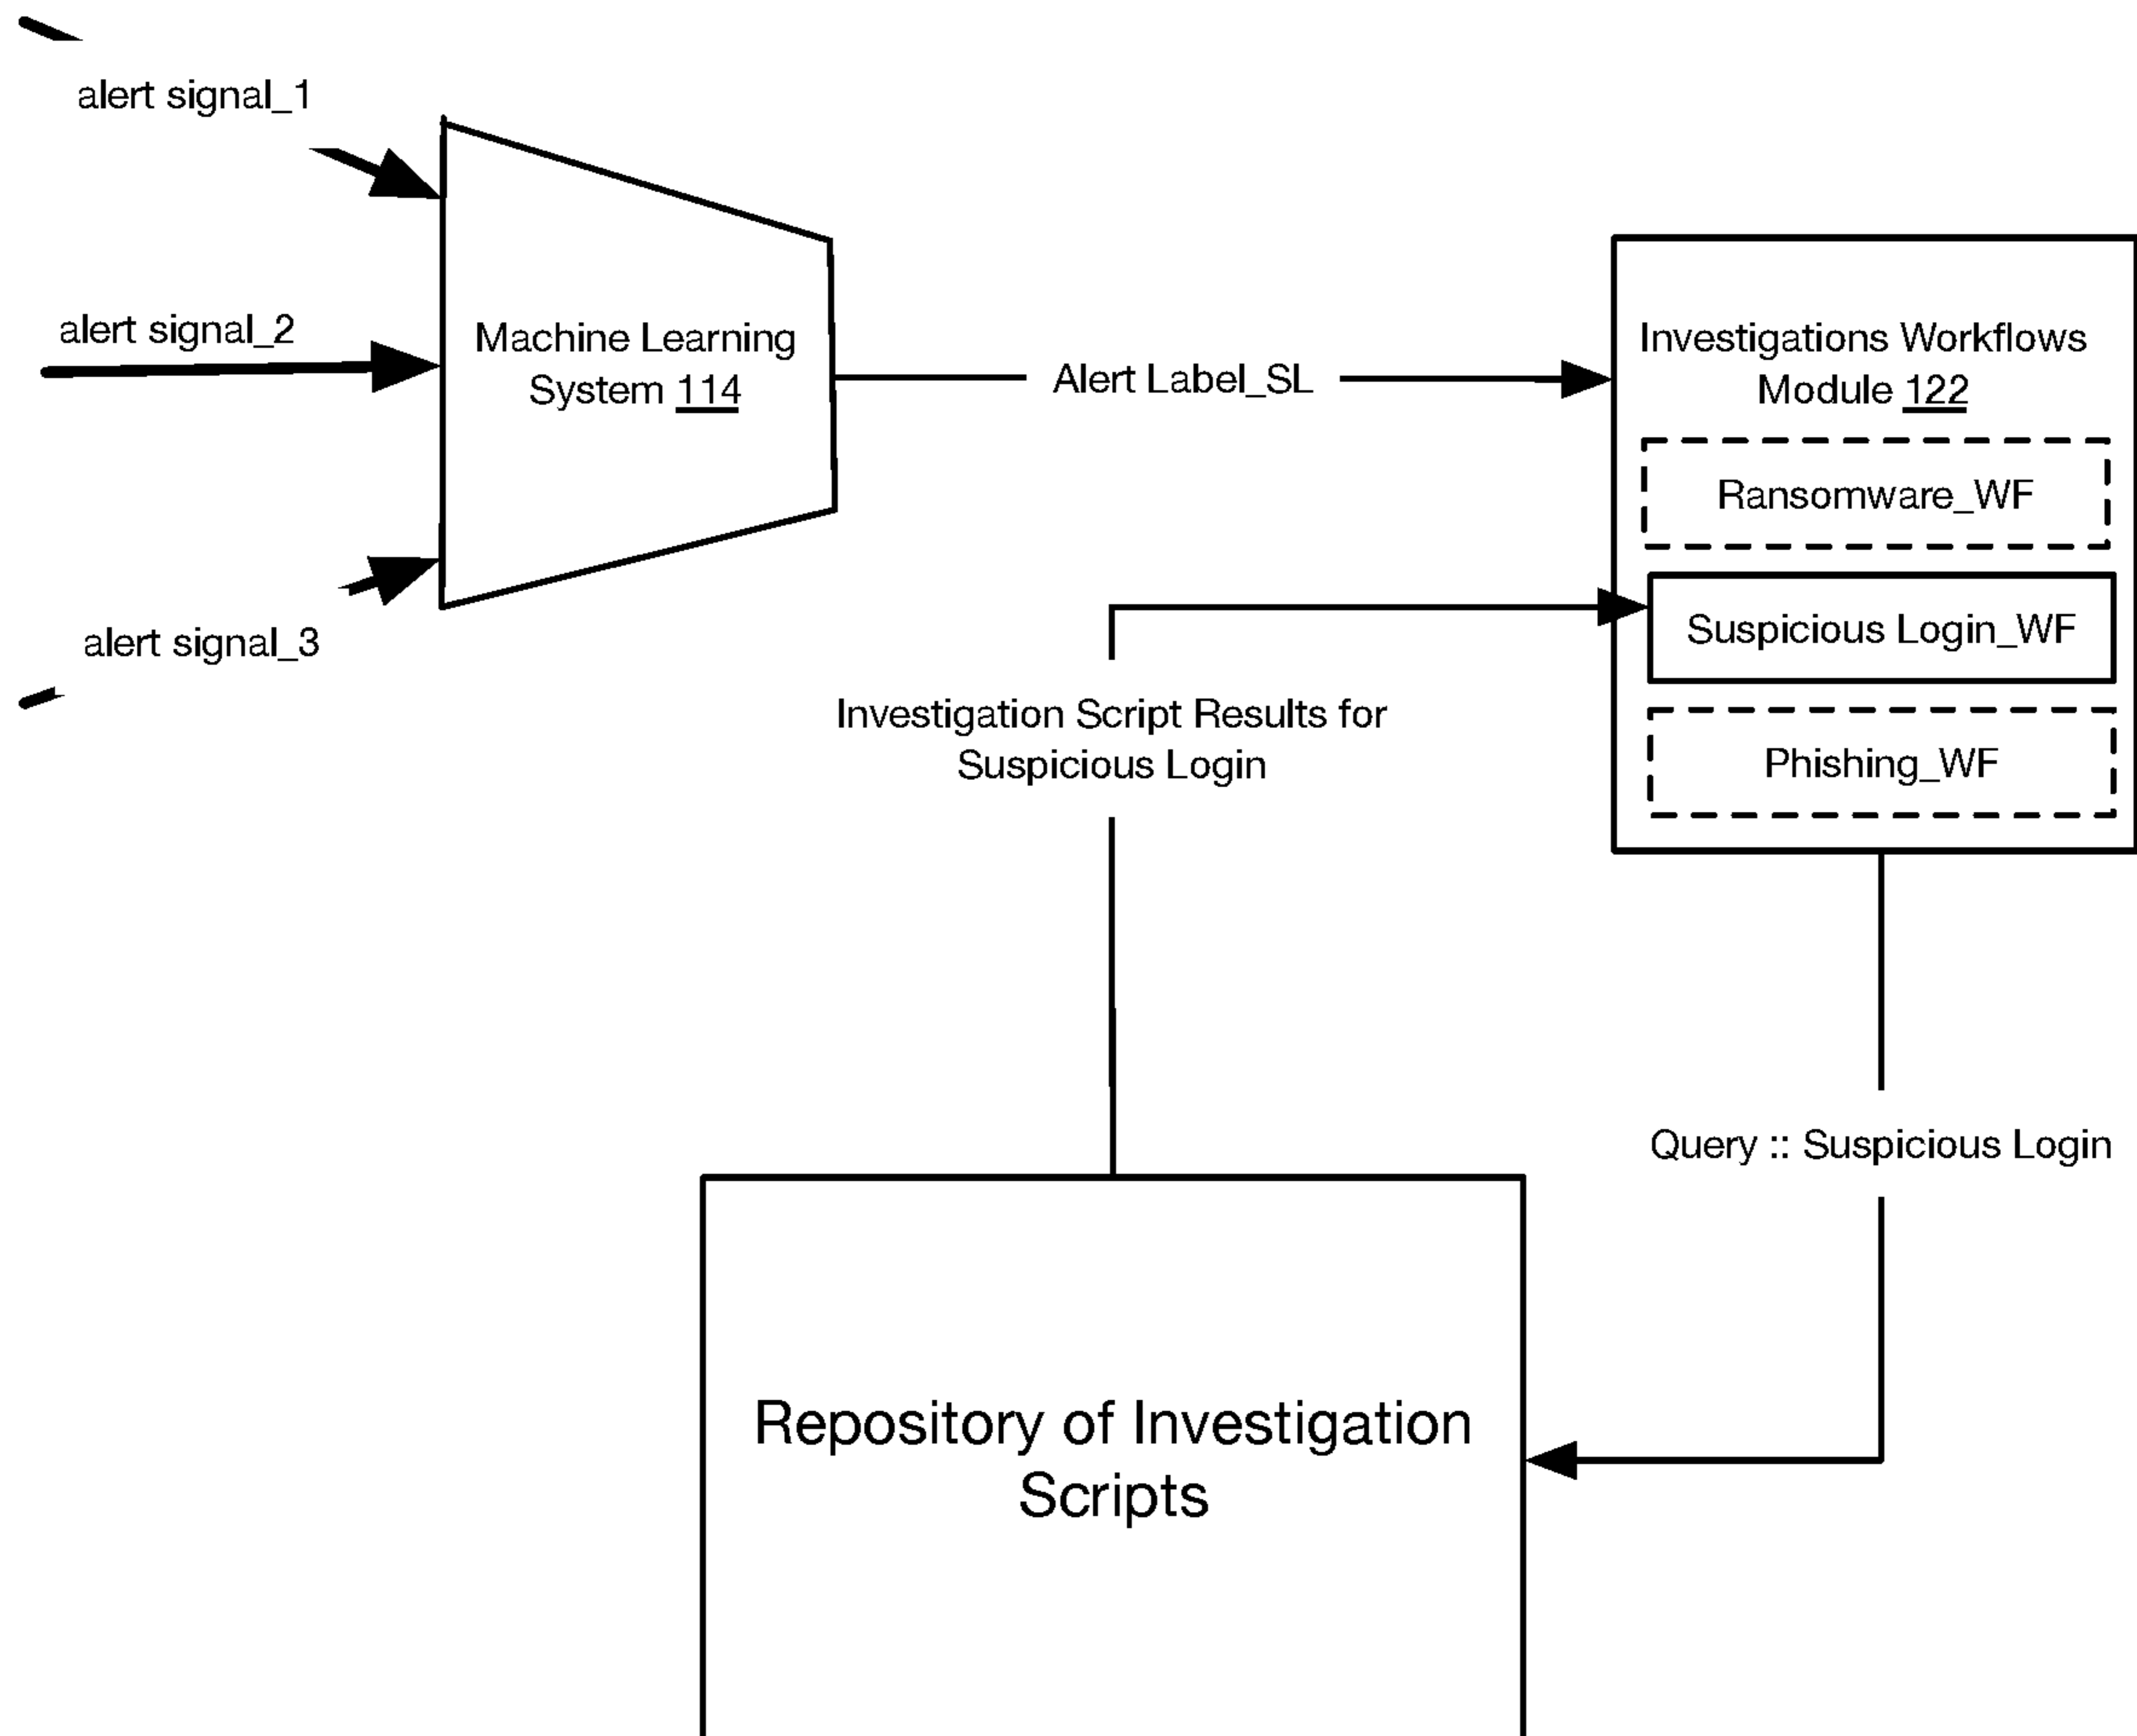 alert signal_1
alert signal_2
alert signal_3
Machine Learning
System 114
Alert Label_SL
Investigations Workflows
Module 122
Ransomware_WF
Suspicious Login_WF
Phishing_WF
Investigation Script Results for
Suspicious Login
Query :: Suspicious Login
Repository of Investigation
Scripts